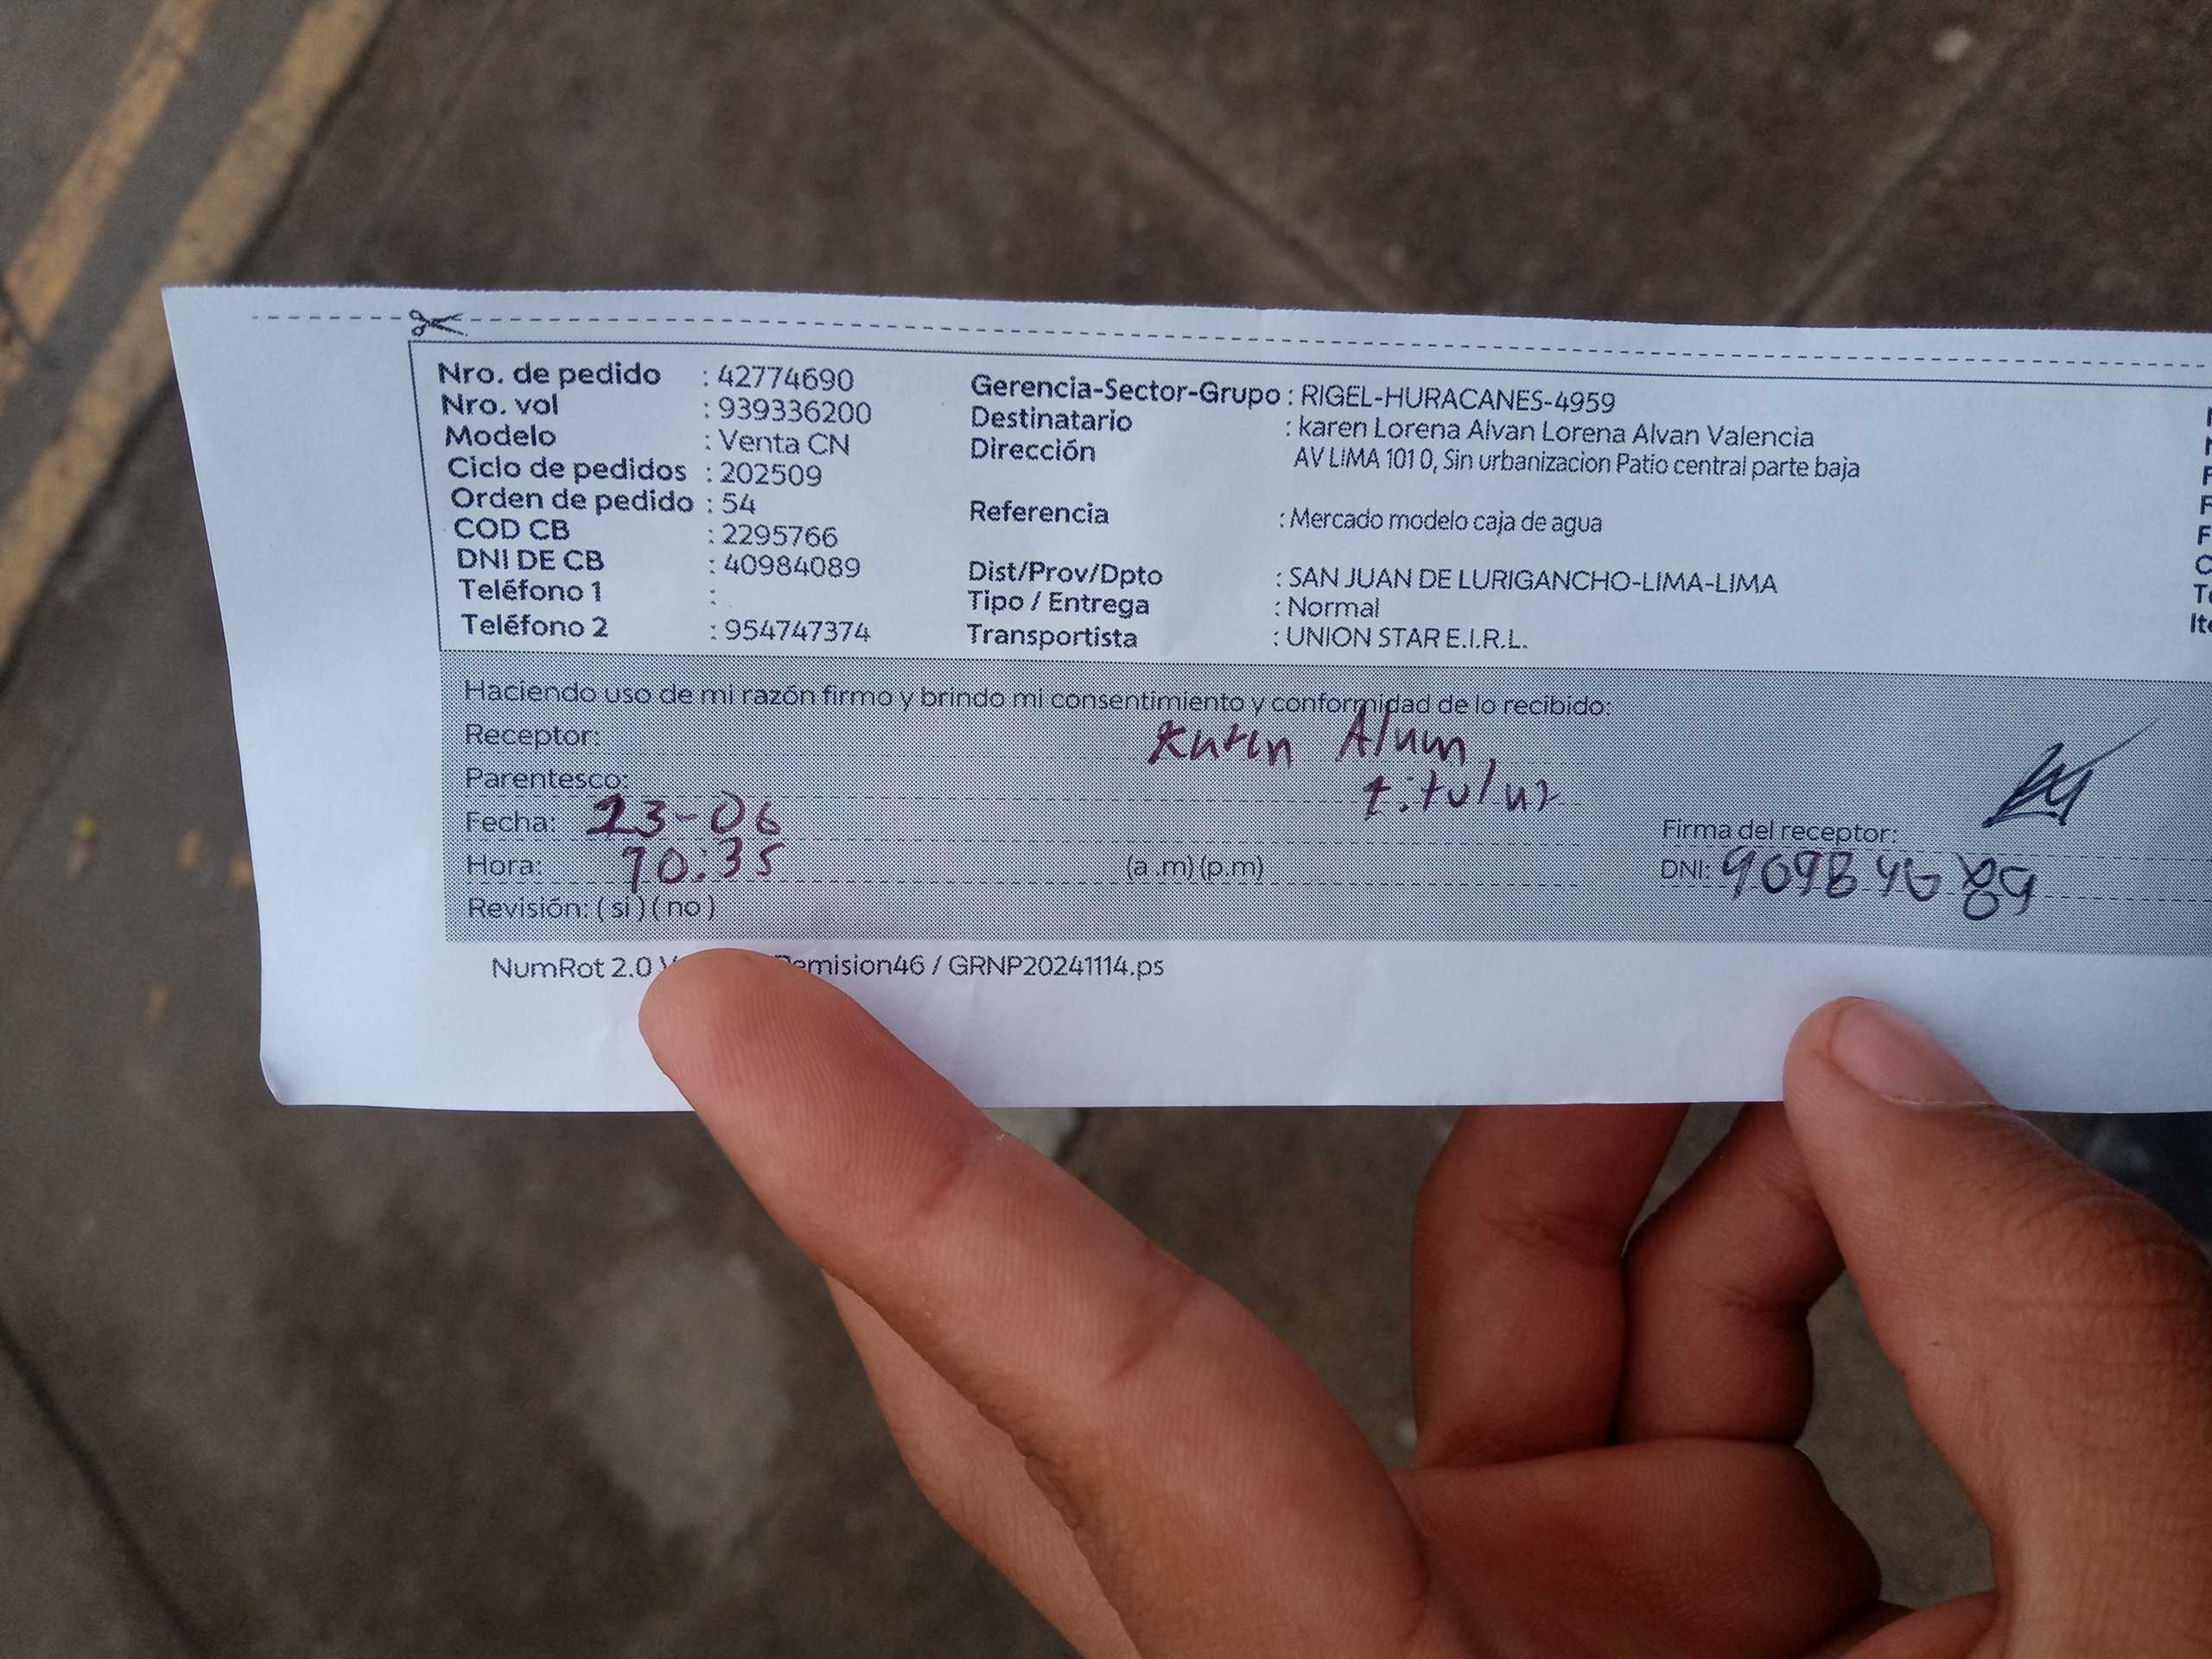 Nro. de pedido : 42774690
Nro. vol : 939336200
Modelo : Venta CN
Ciclo de pedidos : 202509
Orden de pedido : 54
COD CB : 2295766
DNI DE CB : 40984089
Teléfono 1 :
Teléfono 2 : 954747374
Gerencia-Sector-Grupo : RIGEL-HURACANES-4959
Destinatario : karen Lorena Alvan Lorena Alvan Valencia
Dirección AV LIMA 101 0, Sin urbanizacion Patio central parte baja
Referencia : Mercado modelo caja de agua
Dist/Prov/Dpto : SAN JUAN DE LURIGANCHO-LIMA-LIMA
Tipo / Entrega : Normal
Transportista : UNION STAR E.I.R.L.
Haciendo uso de mi razón firmo y brindo mi consentimiento y conformidad de lo recibido:
Receptor: Karen
Parentesco: titular
Fecha: 23-06
Hora: 10:35 (a .m) (p.m)
Revisión: ( si ) ( no )
Firma del receptor:
DNI:
NumRot 2.0 / GRNP20241114.ps